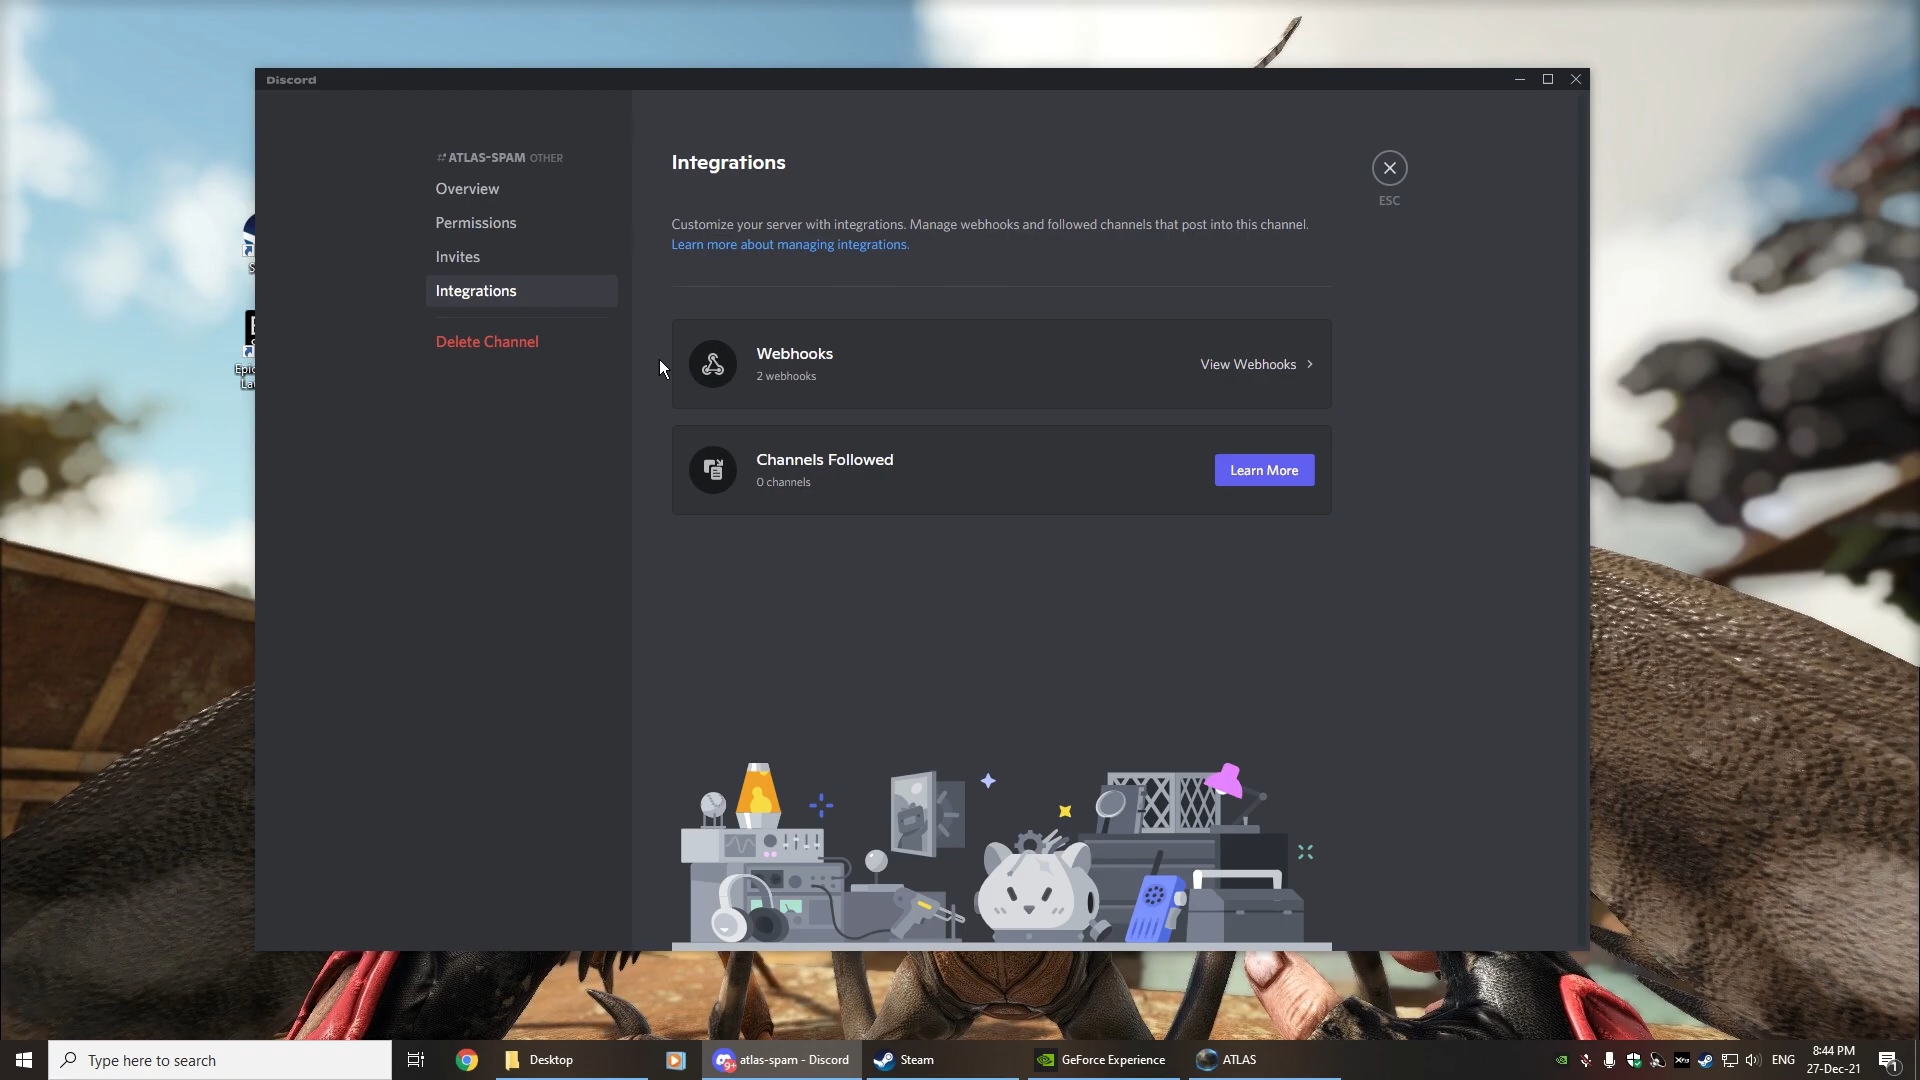 Discord
# ATLAS-SPAM OTHER
Overview
Permissions
Invites
Integrations
Delete Channel
Integrations
ESC
Customize your server with integrations. Manage webhooks and followed channels that post into this channel.
Learn more about managing integrations.
Webhooks
2 webhooks
View Webhooks
Channels Followed
0 channels
Learn More
Type here to search
Desktop
9+
atlas-spam - Discord
Steam
GeForce Experience
ATLAS
ENG
8:44 PM
27-Dec-21
1